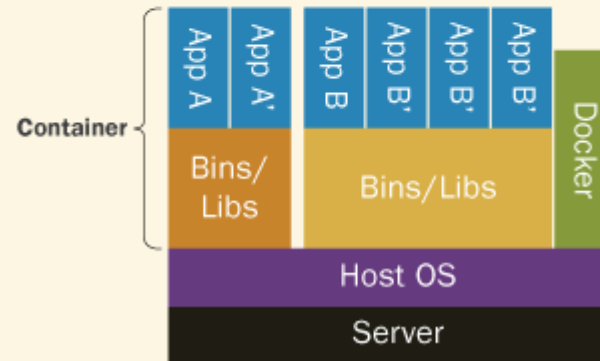 App A
App A'
App B
App B'
App B'
App B'
Container
Docker
Bins/
Libs
Bins/Libs
Host OS
Server